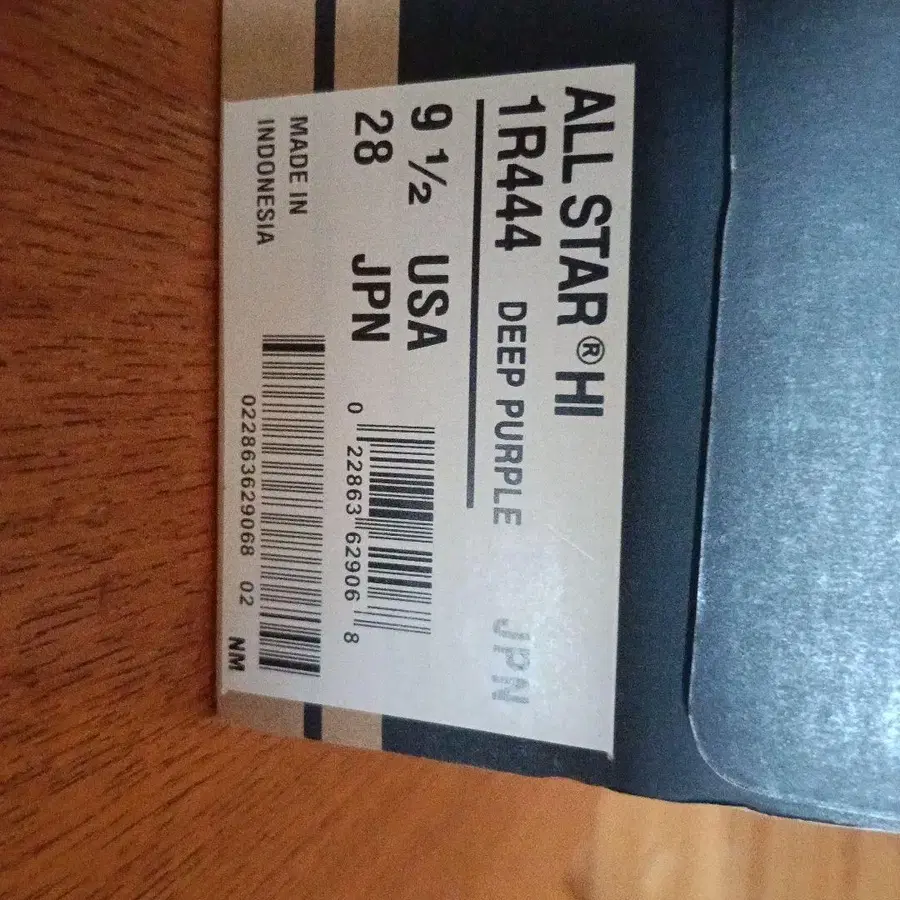 ALL STAR® HI
1R444 DEEP PURPLE JPN
9 ½ USA
28 JPN
0 22863 62906 8
MADE IN
INDONESIA
022863629068 02
NM